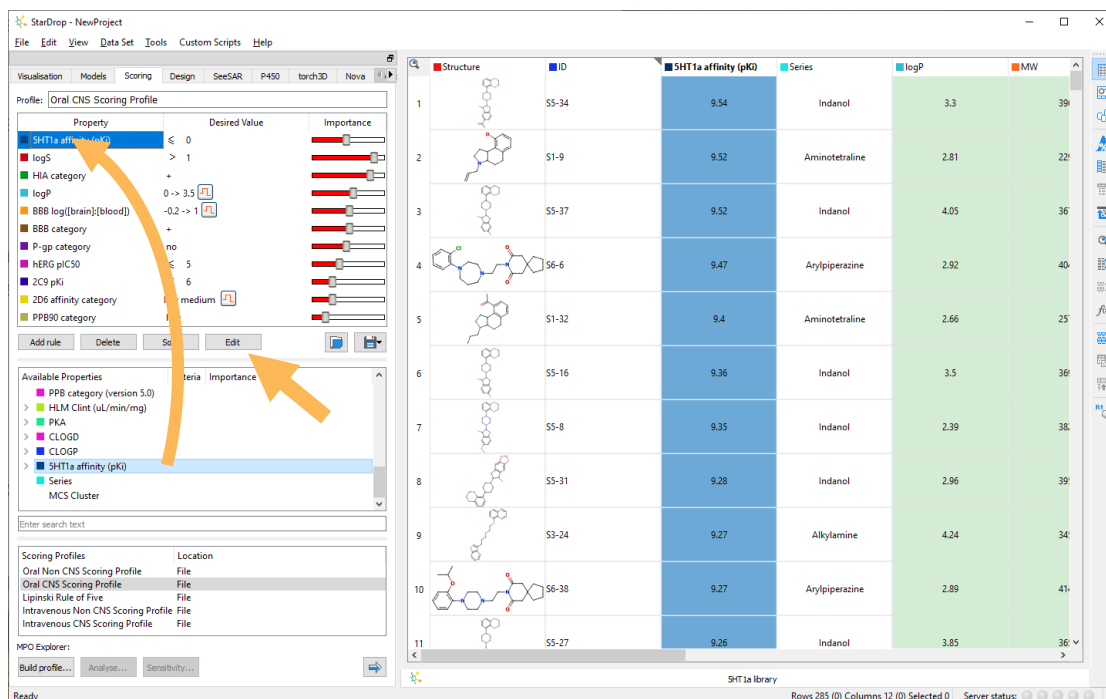 StarDrop - NewProject
File Edit View Data Set Tools Custom Scripts Help
Visualisation Models Scoring Design SeeSAR P450 torch3D Nova
Profile: Oral CNS Scoring Profile
Property Desired Value Importance
5HT1a affinity (pKi) ≤ 0
logS > 1
HIA category +
logP 0 -> 3.5
BBB log([brain]:[blood]) -0.2 -> 1
BBB category +
P-gp category no
hERG pIC50 ≤ 5
2C9 pKi 6
2D6 affinity category medium
PPB90 category
Add rule Delete Edit
Available Properties Importance
PPB category (version 5.0)
HLM Clint (uL/min/mg)
PKA
CLOGD
CLOGP
5HT1a affinity (pKi)
Series
MCS Cluster
Enter search text
Scoring Profiles Location
Oral Non CNS Scoring Profile File
Oral CNS Scoring Profile File
Lipinski Rule of Five File
Intravenous Non CNS Scoring Profile File
Intravenous CNS Scoring Profile File
MPO Explorer:
Build profile... Analyse... Sensitivity...
Ready
Structure ID 5HT1a affinity (pKi) Series logP MW
1 S5-34 9.54 Indanol 3.3
2 S1-9 9.52 Aminotetraline 2.81
3 S5-37 9.52 Indanol 4.05
4 S6-6 9.47 Arylpiperazine 2.92
5 S1-32 9.4 Aminotetraline 2.66
6 S5-16 9.36 Indanol 3.5
7 S5-8 9.35 Indanol 2.39
8 S5-31 9.28 Indanol 2.96
9 S3-24 9.27 Alkylamine 4.24
10 S6-38 9.27 Arylpiperazine 2.89
11 S5-27 9.26 Indanol 3.85
5HT1a library
Rows 285 (0) Columns 12 (0) Selected 0 Server status: